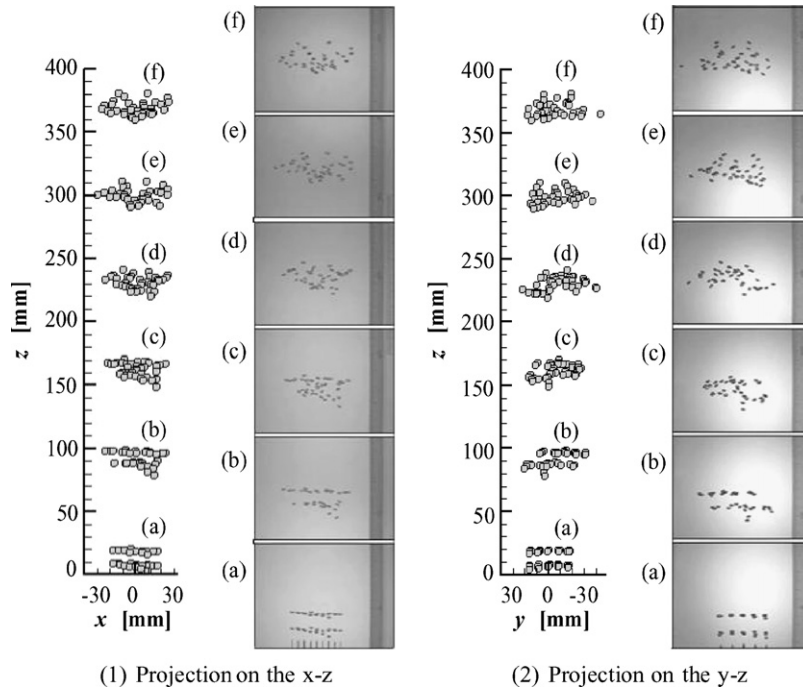 (f)
(e)
(d)
(c)
(b)
(a)
400
350
300
250
200
150
100
50
0
z [mm]
(f)
(e)
(d)
(c)
(b)
(a)
-30 0 30
x [mm]
(1) Projection on the x-z
(f)
(e)
(d)
(c)
(b)
(a)
400
350
300
250
200
150
100
50
0
z [mm]
(f)
(e)
(d)
(c)
(b)
(a)
30 0 -30
y [mm]
(2) Projection on the y-z